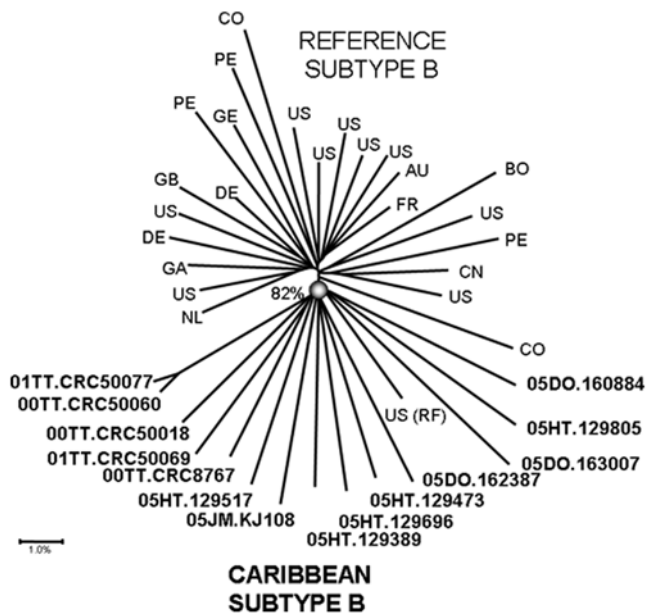 CO
REFERENCE
SUBTYPE B
PE
PE
GE
US
US
US
US
US
AU
BO
GB
DE
FR
US
US
DE
PE
GA
CN
US
82%
US
NL
CO
01TT.CRC50077
05DO.160884
00TT.CRC50060
US (RF)
00TT.CRC50018
05HT.129805
01TT.CRC50069
05DO.163007
00TT.CRC8767
05DO.162387
05HT.129517
05HT.129473
05JM.KJ108
05HT.129696
05HT.129389
1.0%
CARIBBEAN
SUBTYPE B